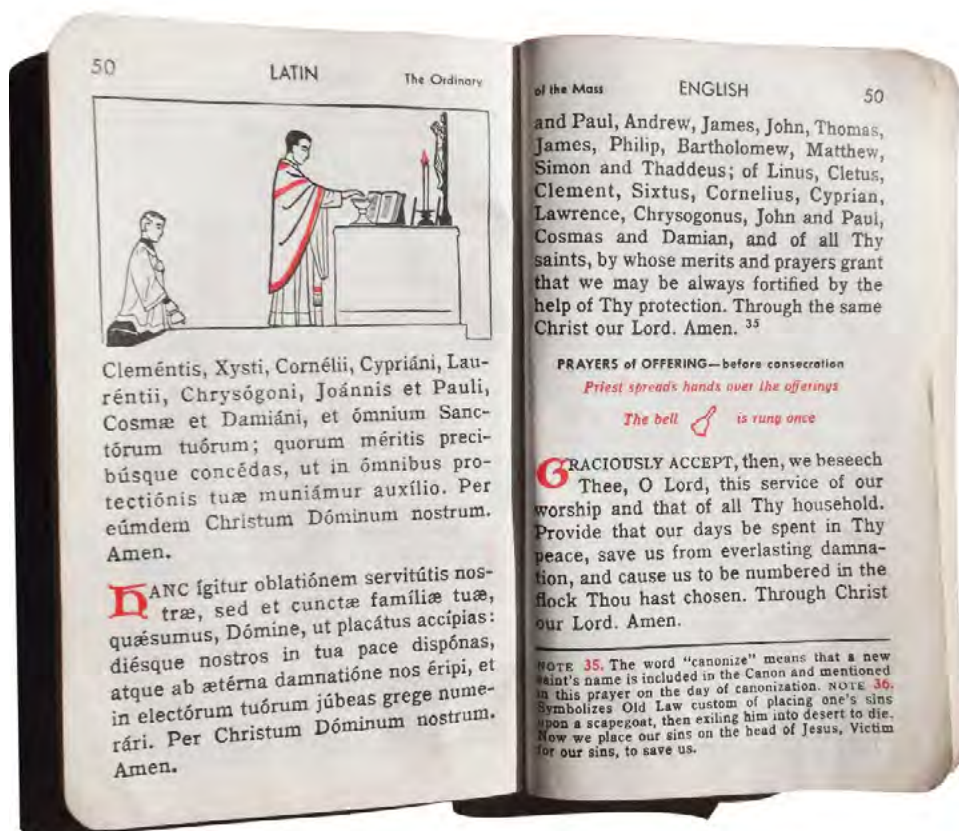 50 LATIN The Ordinary
Cleméntis, Xysti, Cornélii, Cypriáni, Lau-
réntii, Chrysógoni, Joánnis et Pauli,
Cosmæ et Damiáni, et ómnium Sanc-
tórum tuórum; quorum méritis preci-
búsque concédas, ut in ómnibus pro-
tectiónis tuæ muniámur auxílio. Per
eúmdem Christum Dóminum nostrum.
Amen.
HANC ígitur oblatiónem servitútis nos-
træ, sed et cunctæ famíliæ tuæ,
quǽsumus, Dómine, ut placátus accípias:
diésque nostros in tua pace dispónas,
atque ab ætérna damnatióne nos éripi, et
in electórum tuórum júbeas grege nume-
rári. Per Christum Dóminum nostrum.
Amen.
of the Mass ENGLISH 50
and Paul, Andrew, James, John, Thomas,
James, Philip, Bartholomew, Matthew,
Simon and Thaddeus; of Linus, Cletus,
Clement, Sixtus, Cornelius, Cyprian,
Lawrence, Chrysogonus, John and Paul,
Cosmas and Damian, and of all Thy
saints, by whose merits and prayers grant
that we may be always fortified by the
help of Thy protection. Through the same
Christ our Lord. Amen. 35
PRAYERS of OFFERING—before consecration
Priest spreads hands over the offerings
The bell is rung once
GRACIOUSLY ACCEPT, then, we beseech
Thee, O Lord, this service of our
worship and that of all Thy household.
Provide that our days be spent in Thy
peace, save us from everlasting damna-
tion, and cause us to be numbered in the
flock Thou hast chosen. Through Christ
our Lord. Amen.
NOTE 35. The word "canonize" means that a new
saint's name is included in the Canon and mentioned
in this prayer on the day of canonization. NOTE 36.
Symbolizes Old Law custom of placing one's sins
upon a scapegoat, then exiling him into desert to die.
Now we place our sins on the head of Jesus, Victim
for our sins, to save us.